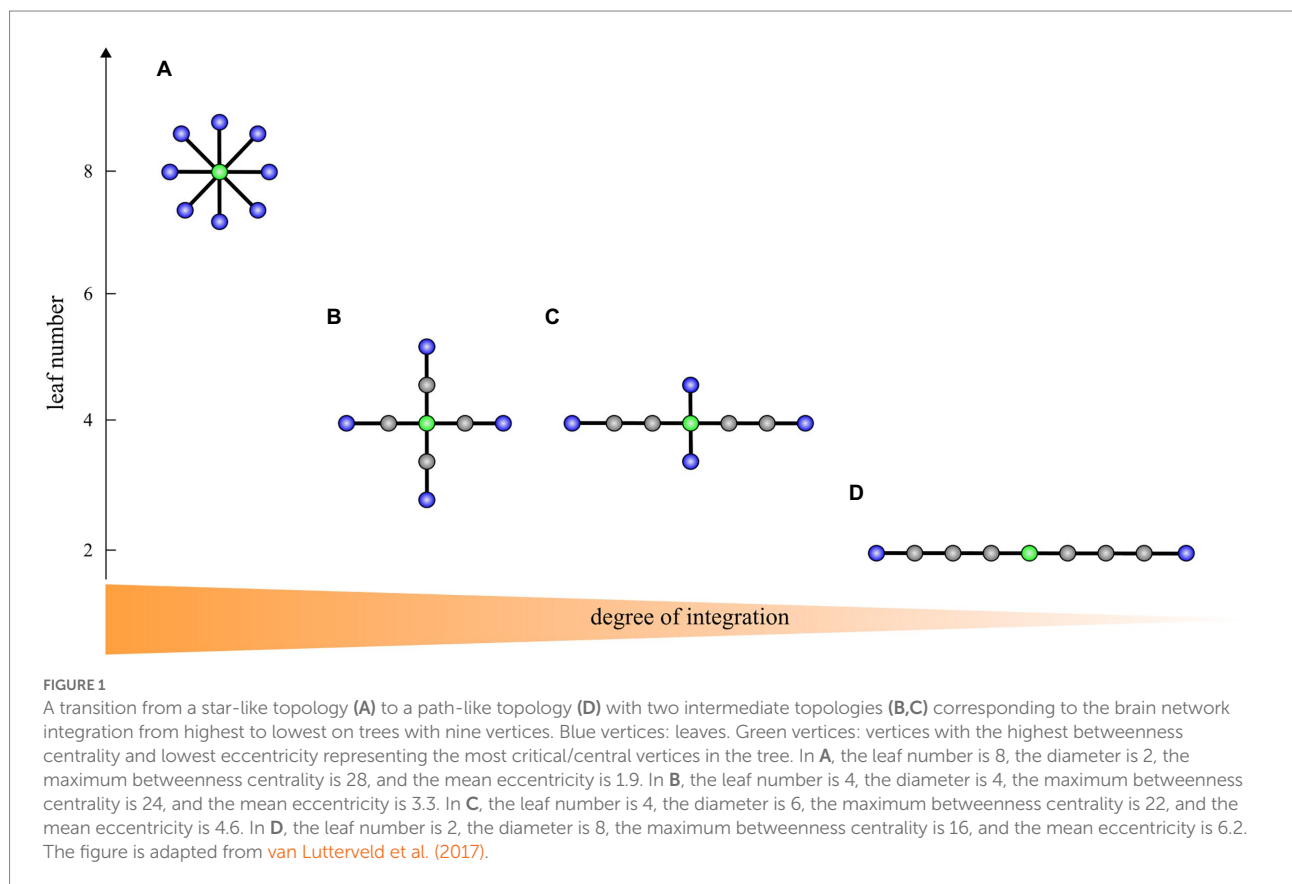 A
8
6
leaf number
B
C
4
D
2
degree of integration
FIGURE 1
A transition from a star-like topology (A) to a path-like topology (D) with two intermediate topologies (B,C) corresponding to the brain network
integration from highest to lowest on trees with nine vertices. Blue vertices: leaves. Green vertices: vertices with the highest betweenness
centrality and lowest eccentricity representing the most critical/central vertices in the tree. In A, the leaf number is 8, the diameter is 2, the
maximum betweenness centrality is 28, and the mean eccentricity is 1.9. In B, the leaf number is 4, the diameter is 4, the maximum betweenness
centrality is 24, and the mean eccentricity is 3.3. In C, the leaf number is 4, the diameter is 6, the maximum betweenness centrality is 22, and the
mean eccentricity is 4.6. In D, the leaf number is 2, the diameter is 8, the maximum betweenness centrality is 16, and the mean eccentricity is 6.2.
The figure is adapted from van Lutterveld et al. (2017).